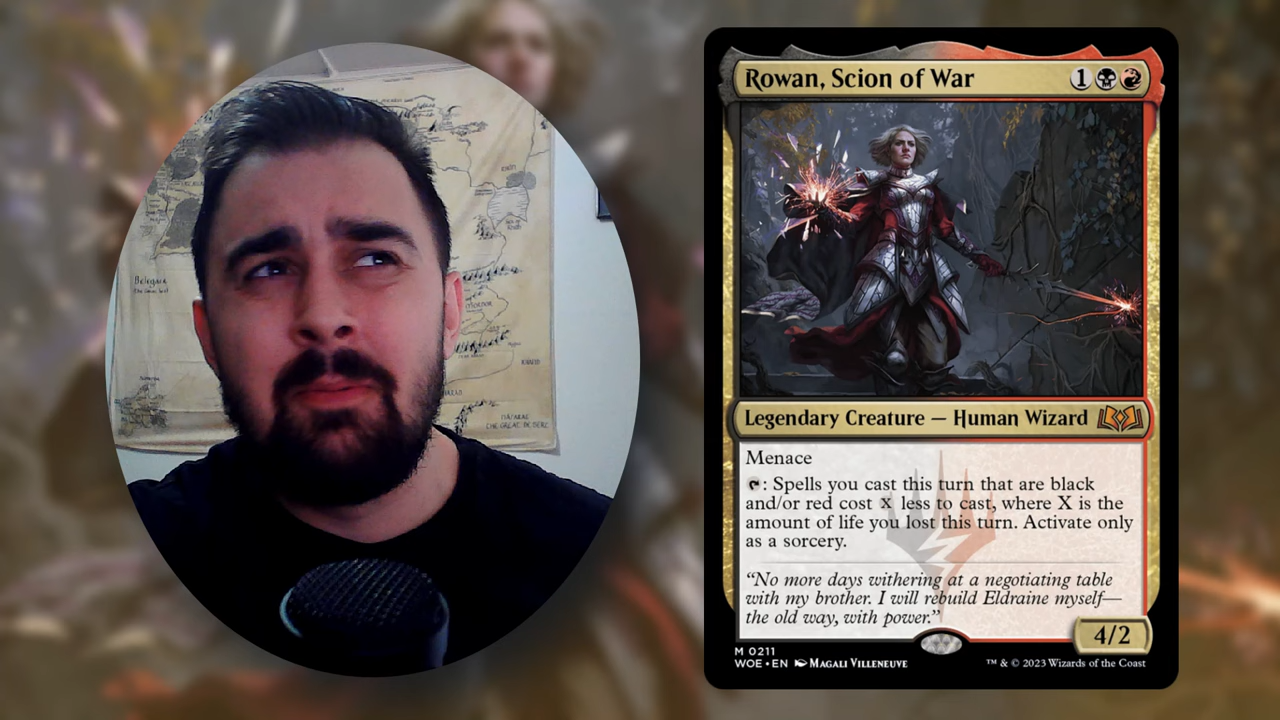 Rowan, Scion of War
1
Legendary Creature — Human Wizard
Menace
: Spells you cast this turn that are black
and/or red cost X less to cast, where X is the
amount of life you lost this turn. Activate only
as a sorcery.
“No more days withering at a negotiating table
with my brother. I will rebuild Eldraine myself—
the old way, with power.”
4/2
M 0211
WOE • EN Magali Villeneuve
™ & © 2023 Wizards of the Coast